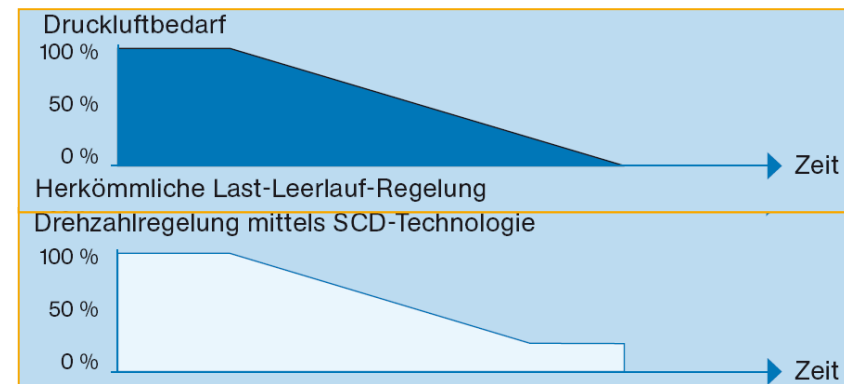 Druckluftbedarf
100 %
50 %
0 %
Zeit
Herkömmliche Last-Leerlauf-Regelung
Drehzahlregelung mittels SCD-Technologie
100 %
50 %
0 %
Zeit